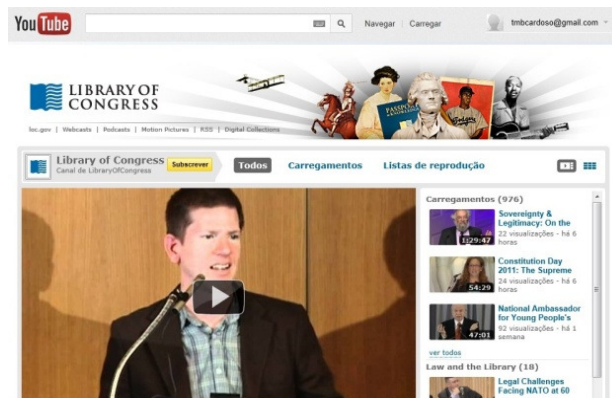 You Tube
Navegar | Carregar
tmbcardoso@gmail.com
LIBRARY OF
CONGRESS
loc.gov | Webcasts | Podcasts | Motion Pictures | RSS | Digital Collections
PASSPORT
KNOWLEDGE
Library of Congress
Canal de LibraryOfCongress
Subscrever
Todos
Carregamentos
Listas de reprodução
Carregamentos (976)
1:29:47
Sovereignty &
Legitimacy: On the
22 visualizações - há 6
horas
54:29
Constitution Day
2011: The Supreme
24 visualizações - há 6
horas
47:01
National Ambassador
for Young People's
92 visualizações - há 1
semana
ver todos
Law and the Library (18)
Legal Challenges
Facing NATO at 60